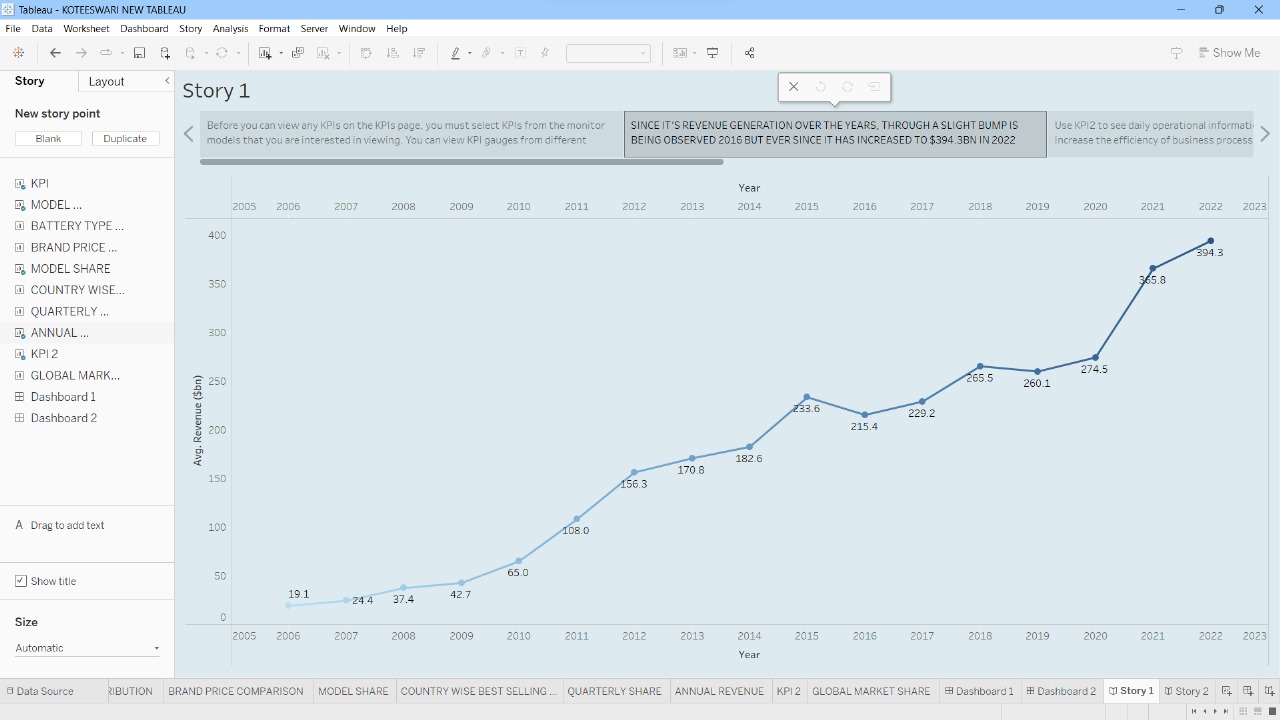 Tableau - KOTEESWARI NEW TABLEAU
File Data Worksheet Dashboard Story Analysis Format Server Window Help
Show Me
Story Layout
New story point
Blank Duplicate
KPI
MODEL ...
BATTERY TYPE ...
BRAND PRICE ...
MODEL SHARE
COUNTRY WISE...
QUARTERLY ...
ANNUAL ...
KPI 2
GLOBAL MARK...
Dashboard 1
Dashboard 2
A Drag to add text
Show title
Size
Automatic
Story 1
Before you can view any KPIs on the KPIs page, you must select KPIs from the monitor
models that you are interested in viewing. You can view KPI gauges from different
SINCE IT'S REVENUE GENERATION OVER THE YEARS, THROUGH A SLIGHT BUMP IS
BEING OBSERVED 2016 BUT EVER SINCE IT HAS INCREASED TO $394.3BN IN 2022
Use KPI2 to see daily operational informati
increase the efficiency of business process
Year
2005 2006 2007 2008 2009 2010 2011 2012 2013 2014 2015 2016 2017 2018 2019 2020 2021 2022 2023
Avg. Revenue ($bn)
400
350
300
250
200
150
100
50
0
19.1
24.4
37.4
42.7
65.0
108.0
156.3
170.8
182.6
233.6
215.4
229.2
265.5
260.1
274.5
365.8
394.3
2005 2006 2007 2008 2009 2010 2011 2012 2013 2014 2015 2016 2017 2018 2019 2020 2021 2022 2023
Year
Data Source RIBUTION BRAND PRICE COMPARISON MODEL SHARE COUNTRY WISE BEST SELLING ... QUARTERLY SHARE ANNUAL REVENUE KPI 2 GLOBAL MARKET SHARE Dashboard 1 Dashboard 2 Story 1 Story 2